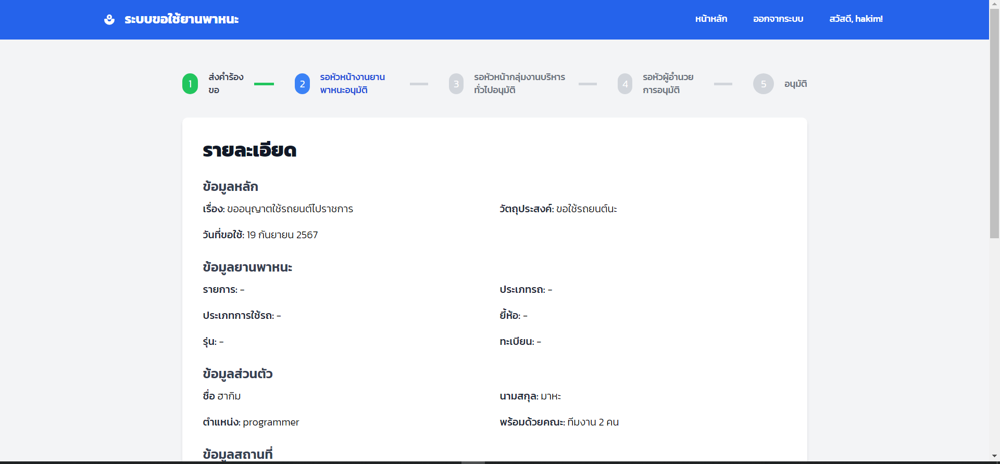 ระบบขอใช้ยานพาหนะ
หน้าหลัก
ออกจากระบบ
สวัสดี, hakim!
1
ส่งคำร้อง
ขอ
2
รอหัวหน้างานยาน
พาหนะอนุมัติ
3
รอหัวหน้ากลุ่มงานบริหาร
ทั่วไปอนุมัติ
4
รอหัวผู้อำนวย
การอนุมัติ
5
อนุมัติ
รายละเอียด
ข้อมูลหลัก
เรื่อง: ขออนุญาตใช้รถยนต์ไปราชการ
วัตถุประสงค์: ขอใช้รถยนต์นะ
วันที่ขอใช้: 19 กันยายน 2567
ข้อมูลยานพาหนะ
รายการ: -
ประเภทรถ: -
ประเภทการใช้รถ: -
ยี้ห้อ: -
รุ่น: -
ทะเบียน: -
ข้อมูลส่วนตัว
ชื่อ ฮากิม
นามสกุล: มาหะ
ตำแหน่ง: programmer
พร้อมด้วยคณะ: ทีมงาน 2 คน
ข้อมูลสถานที่